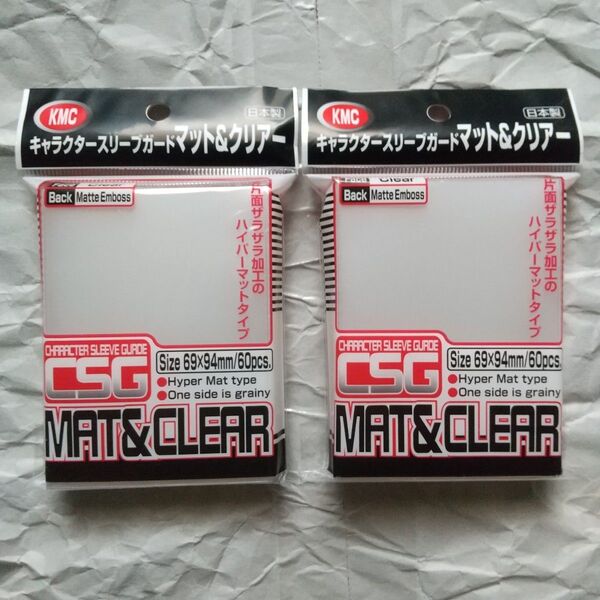 KMC
日本製
キャラクタースリーブガードマット&クリアー
Face Clear
Back Matte Emboss
片面ザラザラ加工の
ハイパーマットタイプ
CHARACTER SLEEVE GUARDE
CSG
Size 69×94mm/60pcs.
●Hyper Mat type
●One side is grainy
MAT&CLEAR
KMC
日本製
キャラクタースリーブガードマット&クリアー
Face Clear
Back Matte Emboss
片面ザラザラ加工の
ハイパーマットタイプ
CHARACTER SLEEVE GUARDE
CSG
Size 69×94mm/60pcs.
●Hyper Mat type
●One side is grainy
MAT&CLEAR